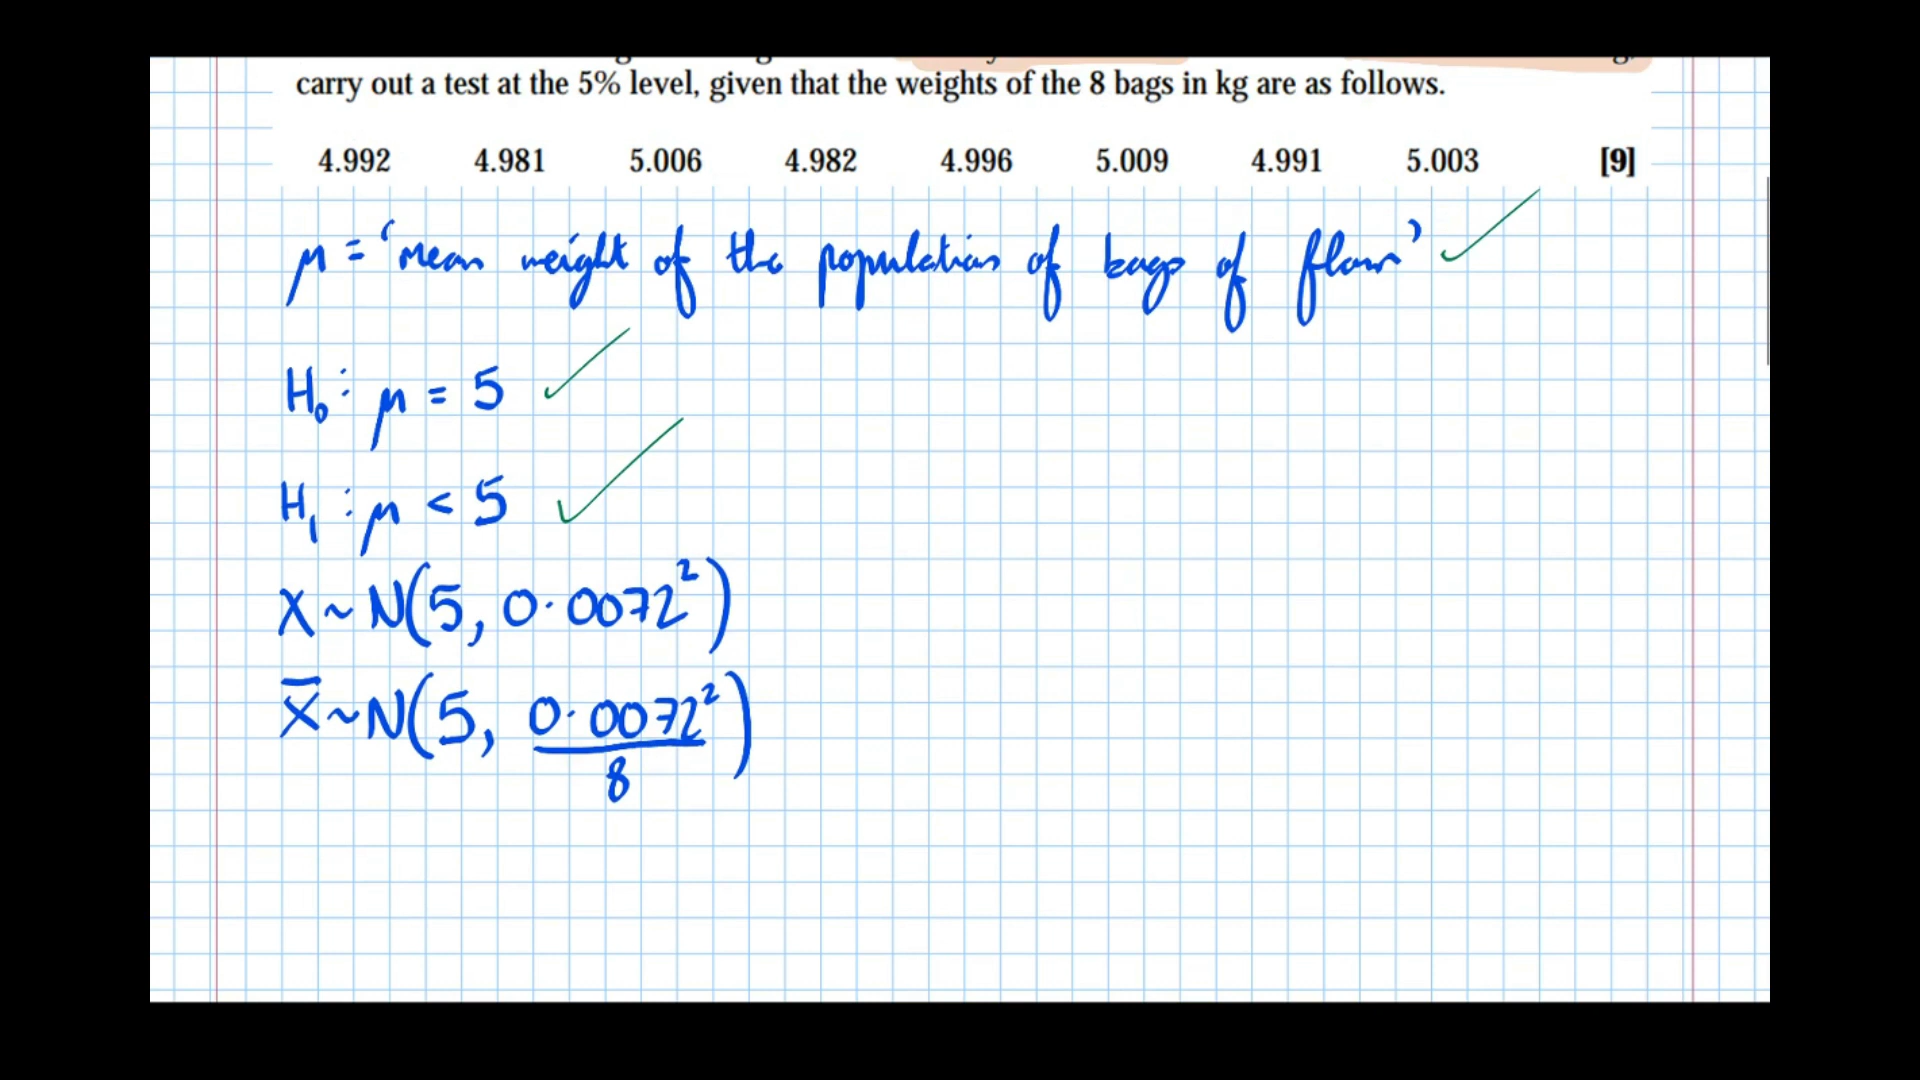 carry out a test at the 5% level, given that the weights of the 8 bags in kg are as follows.
4.992 4.981 5.006 4.982 4.996 5.009 4.991 5.003 [9]
μ = 'mean weight of the population of bags of flour'
H₀ : μ = 5
H₁ : μ < 5
X ~ N(5, 0.0072²)
X̄ ~ N(5, 0.0072²
8)